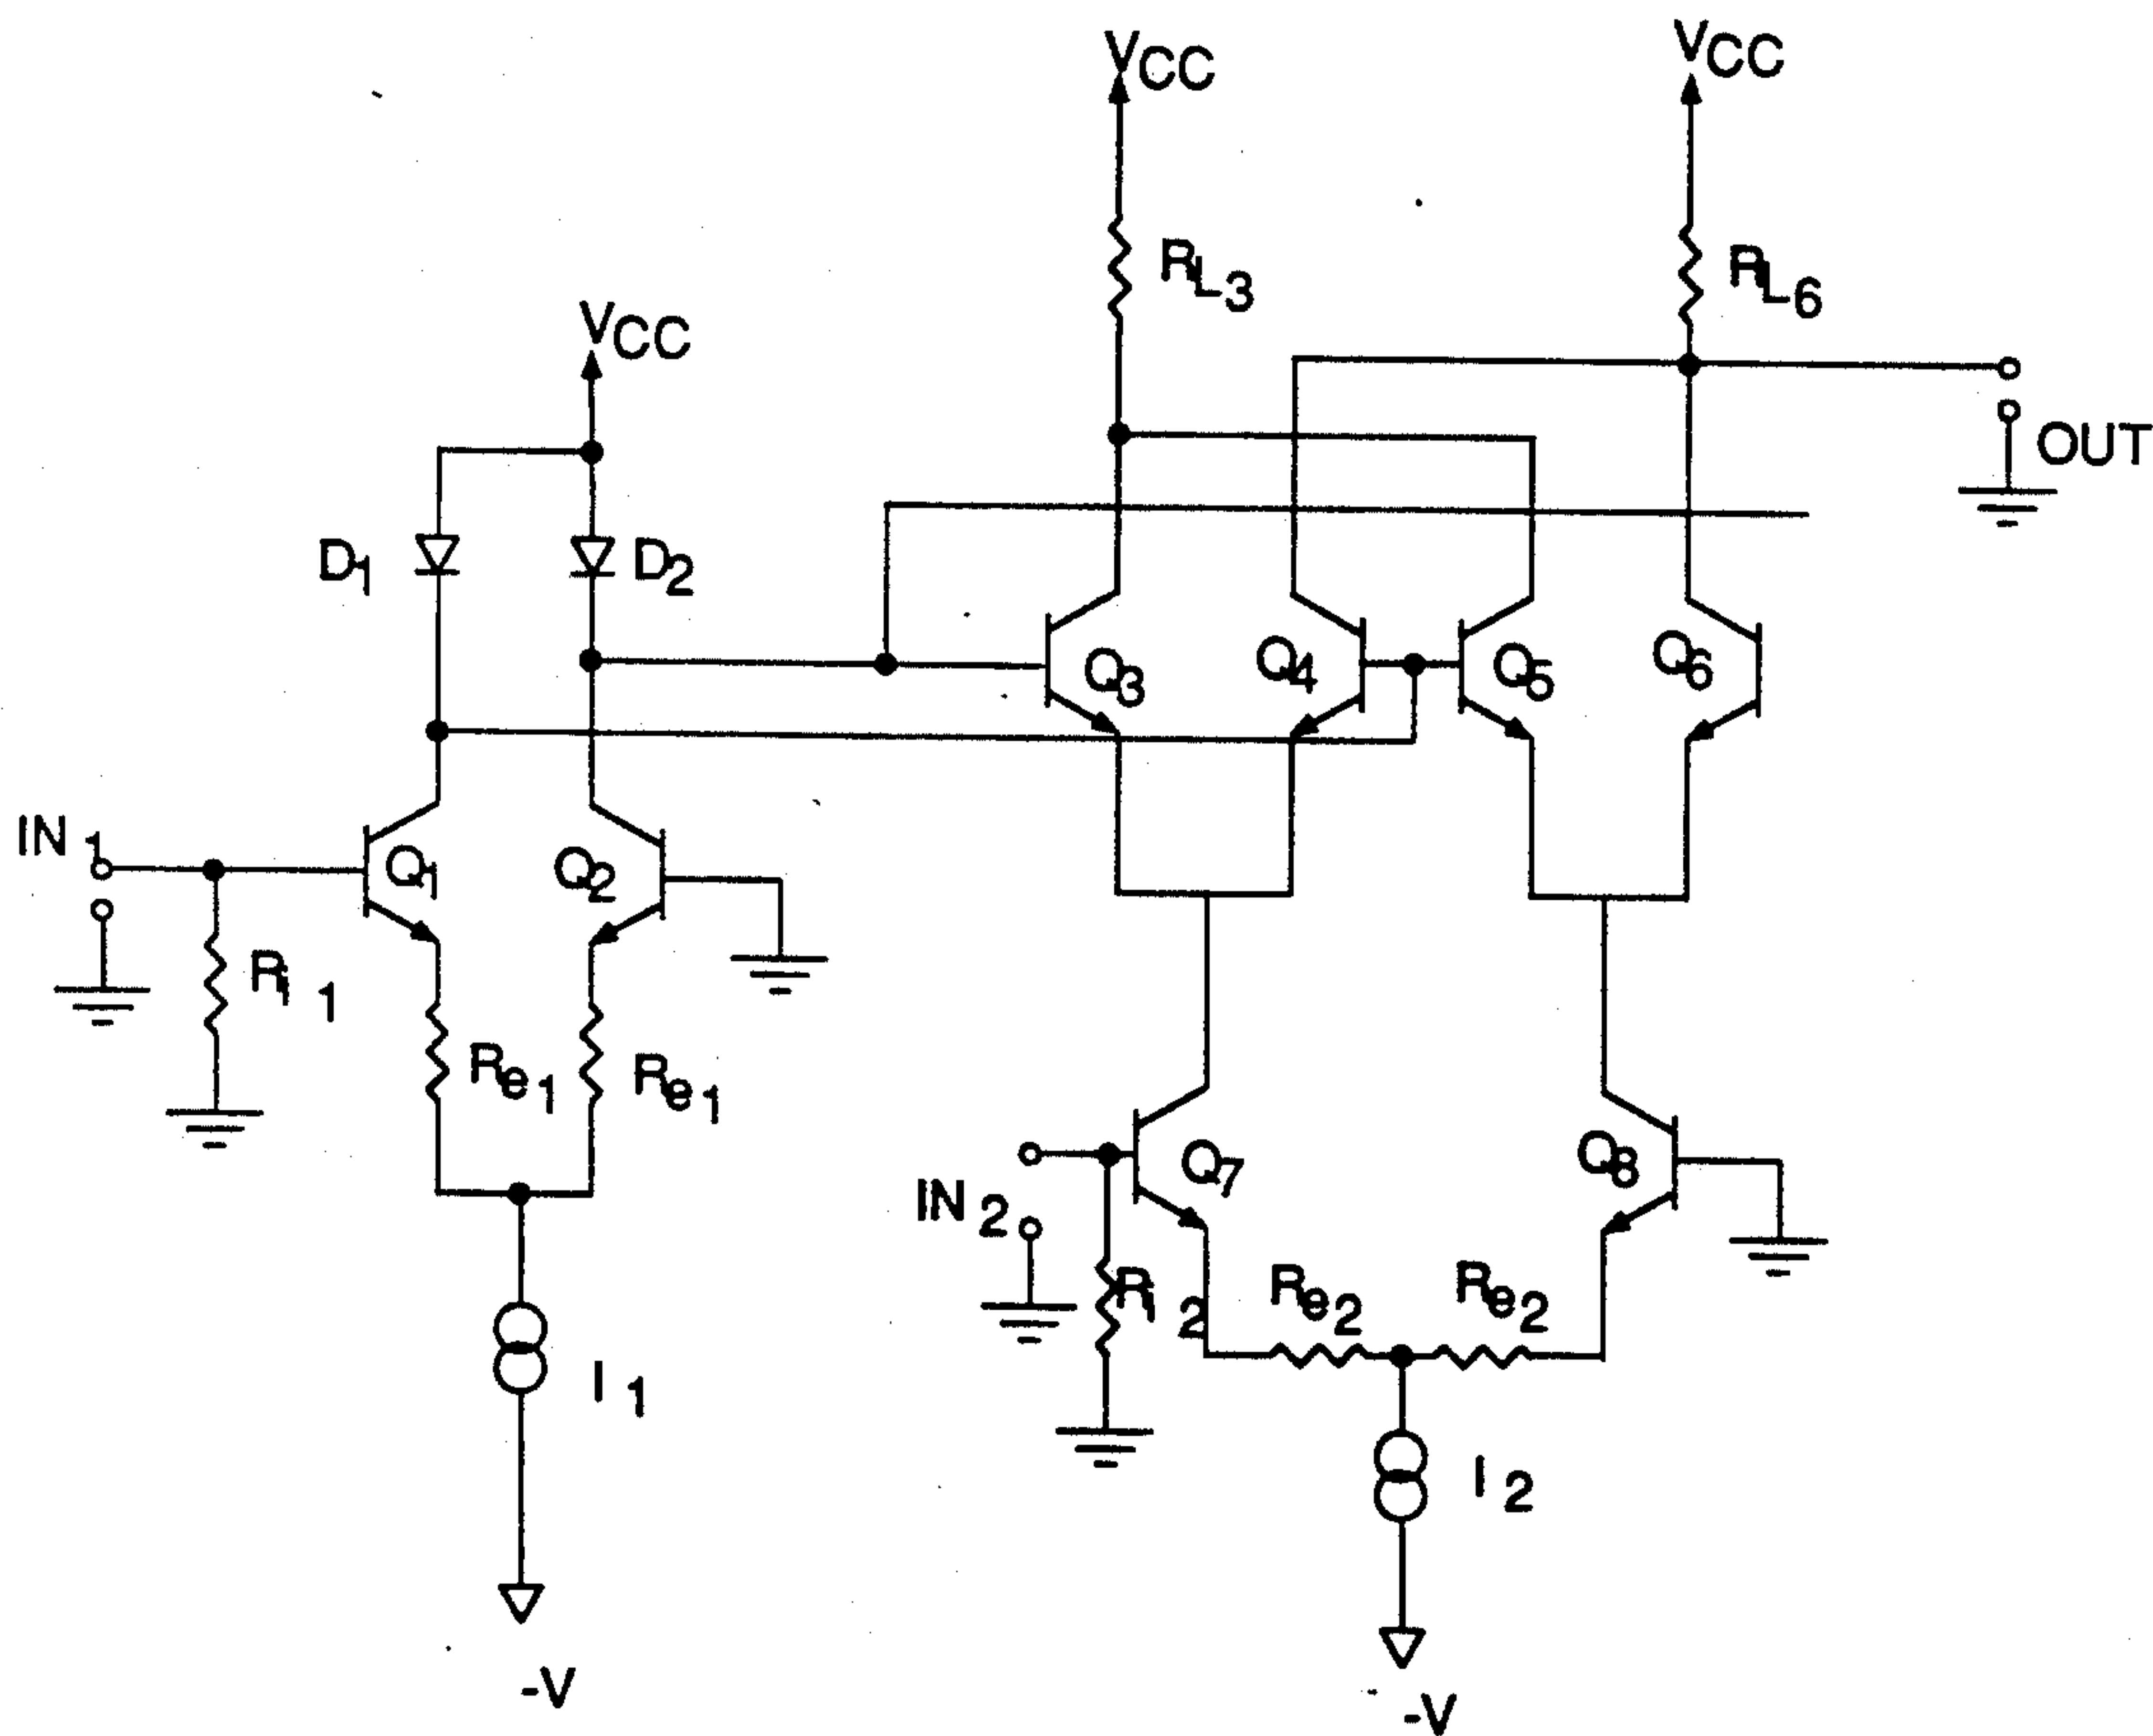 VCC
VCC
RL3
RL6
VCC
OUT
D1
D2
Q3
Q4
Q5
Q6
IN 1
Q1
Q2
Ri 1
Re1
Re1
Q7
Q8
IN 2
Ri 2
Re2
Re2
I 1
I 2
-V
-V